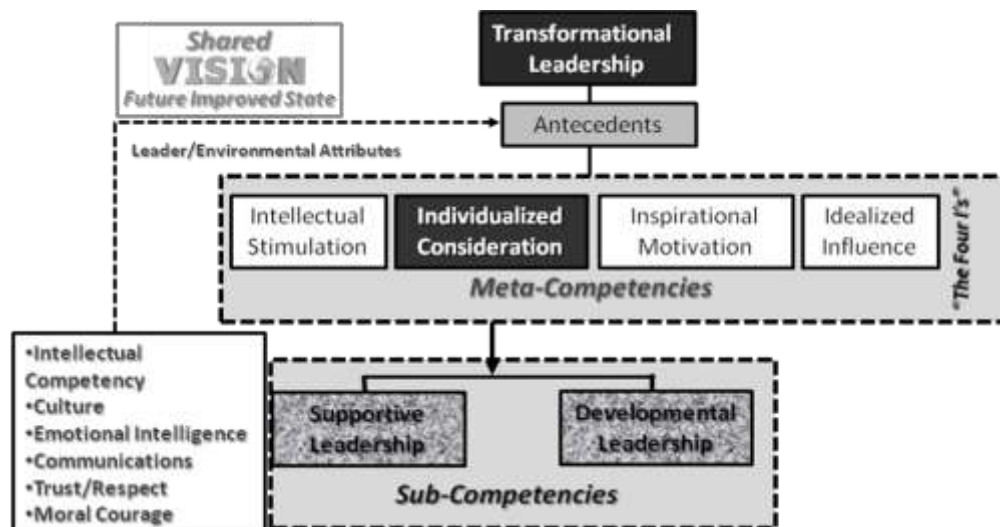 Shared
VISION
Future Improved State
Transformational
Leadership
Antecedents
Leader/Environmental Attributes
Intellectual
Stimulation
Individualized
Consideration
Inspirational
Motivation
Idealized
Influence
"The Four I's"
Meta-Competencies
•Intellectual
Competency
•Culture
•Emotional Intelligence
•Communications
•Trust/Respect
•Moral Courage
Supportive
Leadership
Developmental
Leadership
Sub-Competencies